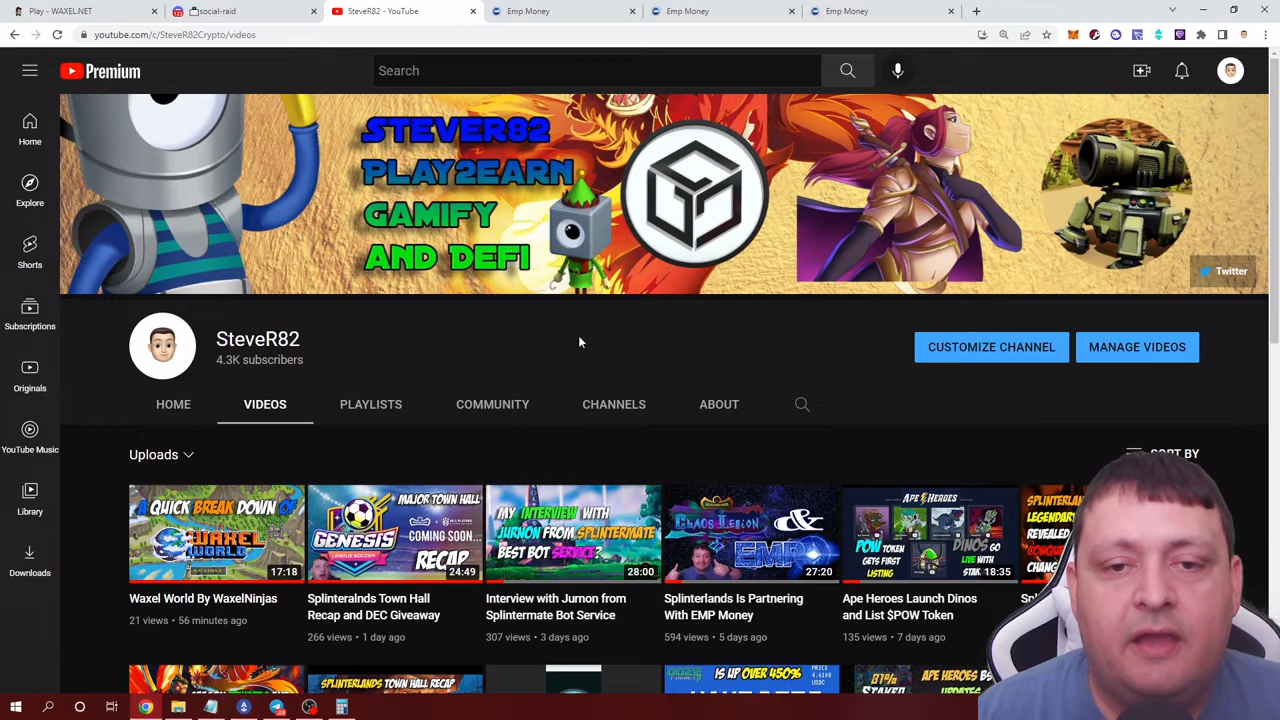 Play - WAXEL.NET
social-raid
SteveR82 - YouTube
Emp Money
Emp Money
Emp Money
youtube.com/c/SteveR82Crypto/videos
Premium
Search
STEVER82
PLAY2EARN
GAMIFY
AND DEFI
Twitter
Home
Explore
Shorts
Subscriptions
Originals
YouTube Music
Library
Downloads
SteveR82
4.3K subscribers
CUSTOMIZE CHANNEL
MANAGE VIDEOS
HOME
VIDEOS
PLAYLISTS
COMMUNITY
CHANNELS
ABOUT
Uploads
SORT BY
A QUICK BREAK DOWN OF
WAXEL
WORLD
17:18
Waxel World By WaxelNinjas
21 views • 56 minutes ago
MAJOR TOWN
HALL
GENESIS
LEAGUE SOCCER
COMING SOON...
RECAP
24:49
Splinteralnds Town Hall
Recap and DEC Giveaway
266 views • 1 day ago
MY INTERVIEW WITH
JURNON FROM SPLINTERMATE
BEST BOT SERVICE?
28:00
Interview with Jurnon from
Splintermate Bot Service
307 views • 3 days ago
CHAOS LEGION
&
EMP
27:20
Splinterlands Is Partnering
With EMP Money
594 views • 5 days ago
APE HEROES
POW TOKEN
GETS FIRST
LISTING
DINOS GO
LIVE WITH
18:35
Ape Heroes Launch Dinos
and List $POW Token
135 views • 7 days ago
SPLINTERLANDS TOWN HALL RECAP
IS UP OVER 450%
PRICE
81%
STAKED
APE HEROES
UPDATES